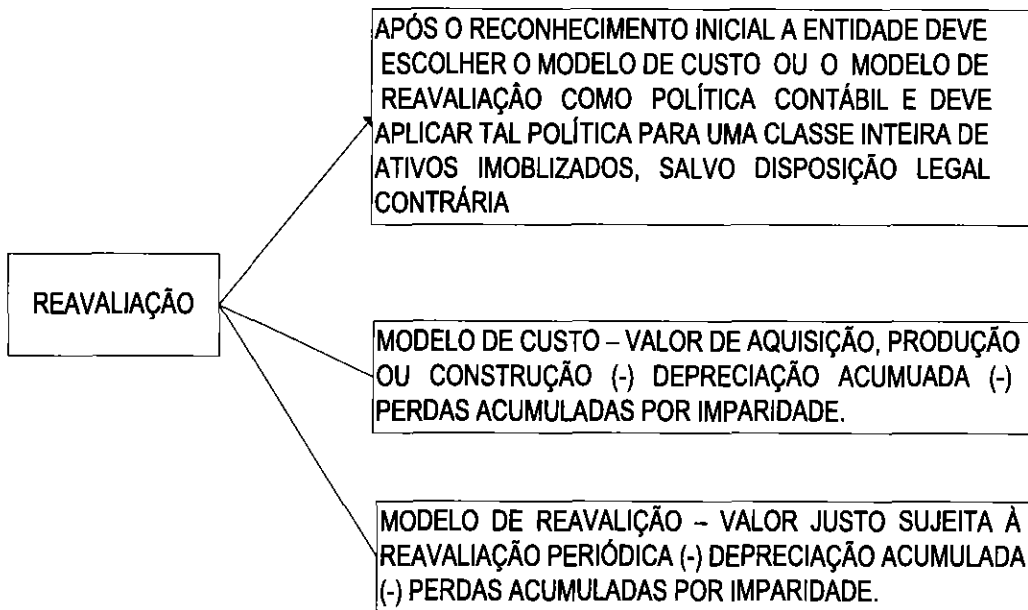 APÓS O RECONHECIMENTO INICIAL A ENTIDADE DEVE
ESCOLHER O MODELO DE CUSTO OU O MODELO DE
REAVALIAÇÃO COMO POLÍTICA CONTÁBIL E DEVE
APLICAR TAL POLÍTICA PARA UMA CLASSE INTEIRA DE
ATIVOS IMOBLIZADOS, SALVO DISPOSIÇÃO LEGAL
CONTRÁRIA
REAVALIAÇÃO
MODELO DE CUSTO – VALOR DE AQUISIÇÃO, PRODUÇÃO
OU CONSTRUÇÃO (-) DEPRECIAÇÃO ACUMUADA (-)
PERDAS ACUMULADAS POR IMPARIDADE.
MODELO DE REAVALIÇÃO – VALOR JUSTO SUJEITA À
REAVALIAÇÃO PERIÓDICA (-) DEPRECIAÇÃO ACUMULADA
(-) PERDAS ACUMULADAS POR IMPARIDADE.